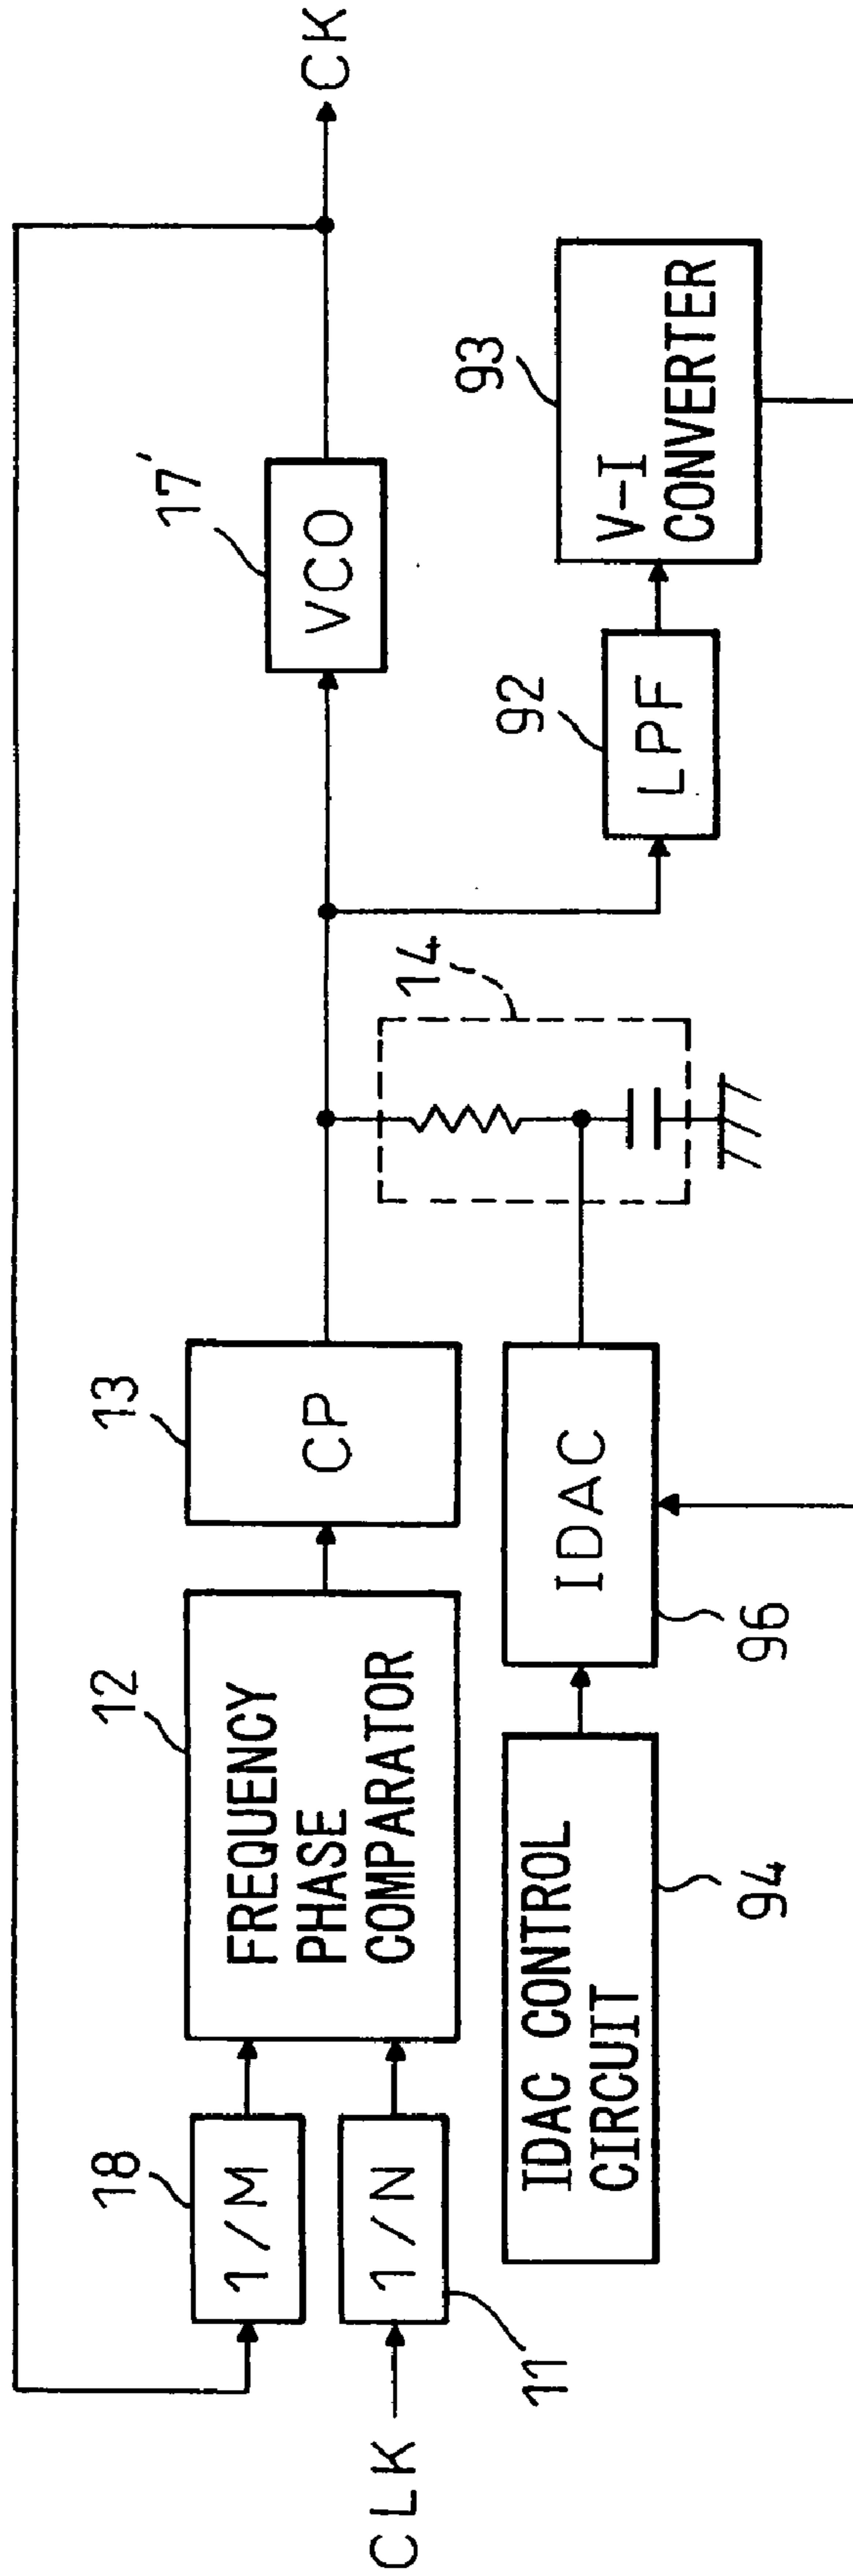 CLK
18
1/M
11
1/N
12
FREQUENCY
PHASE
COMPARATOR
13
CP
14
17'
VCO
CK
94
IDAC CONTROL
CIRCUIT
96
IDAC
92
LPF
93
V-I
CONVERTER